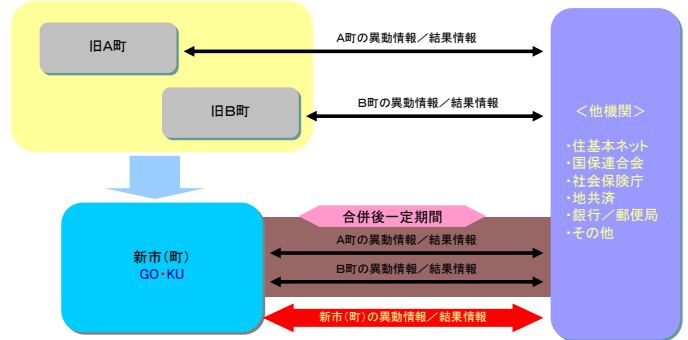 旧A町
A町の異動情報／結果情報
旧B町
B町の異動情報／結果情報
＜他機関＞
・住基本ネット
・国保連合会
・社会保険庁
・地共済
・銀行／郵便局
・その他
合併後一定期間
新市(町)
GO・KU
A町の異動情報／結果情報
B町の異動情報／結果情報
新市(町)の異動情報／結果情報